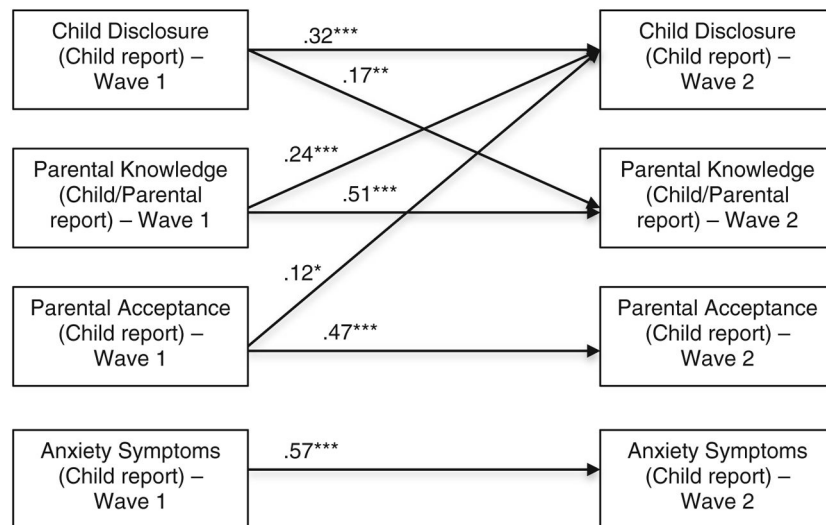 Child Disclosure
(Child report) –
Wave 1
.32***
.17**
Child Disclosure
(Child report) –
Wave 2
Parental Knowledge
(Child/Parental
report) – Wave 1
.24***
.51***
Parental Knowledge
(Child/Parental
report) – Wave 2
Parental Acceptance
(Child report) –
Wave 1
.12*
.47***
Parental Acceptance
(Child report) –
Wave 2
Anxiety Symptoms
(Child report) –
Wave 1
.57***
Anxiety Symptoms
(Child report) –
Wave 2